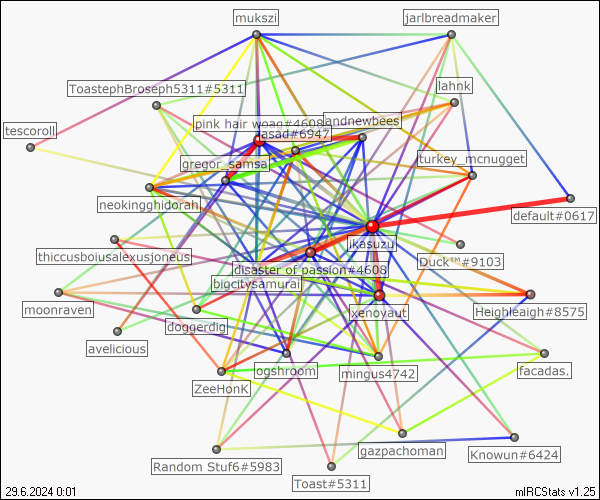 mukszi
jarlbreadmaker
ToastephBroseph5311#5311
lahnk
tescoroll
pink hair woag#4608
asad#6947
andnewbees
gregor_samsa
turkey_mcnugget
neokingghidorah
default#0617
jkasuzu
thiccusboiusalexusjoneus
Duck™#9103
disaster of passion#4608
bigcitysamurai
moonraven
xenoyaut
Heighleaigh#8575
doggerdig
avelicious
ogshroom
mingus4742
facadas.
ZeeHonK
gazpachoman
Random Stuf6#5983
Knowun#6424
Toast#5311
29.6.2024 0:01
mIRCStats v1.25